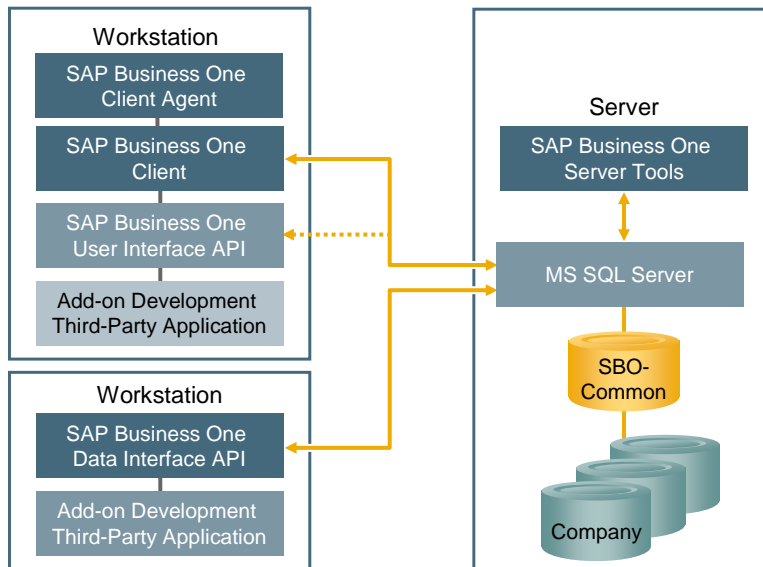 Workstation
SAP Business One
Client Agent
SAP Business One
Client
SAP Business One
User Interface API
Add-on Development
Third-Party Application
Workstation
SAP Business One
Data Interface API
Add-on Development
Third-Party Application
Server
SAP Business One
Server Tools
MS SQL Server
SBO-
Common
Company